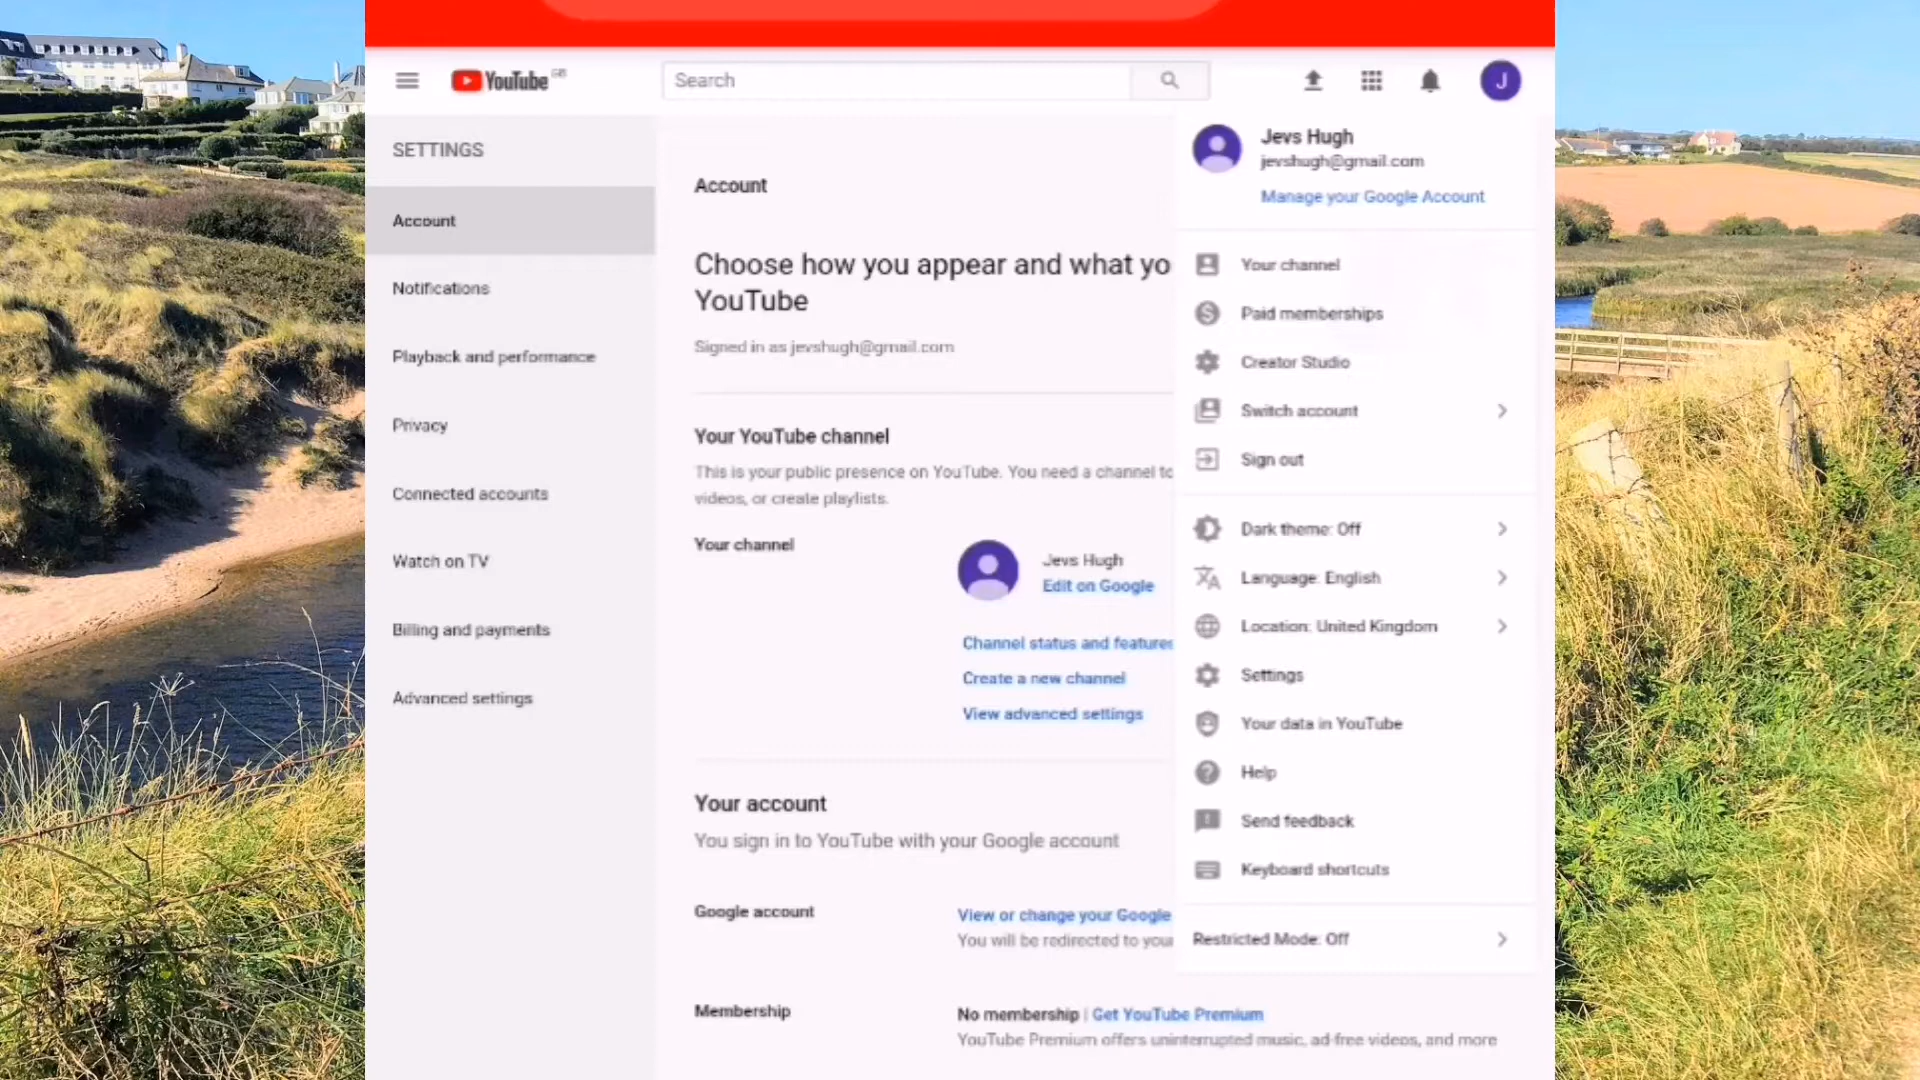 YouTube GB
Search
J
SETTINGS
Account
Notifications
Playback and performance
Privacy
Connected accounts
Watch on TV
Billing and payments
Advanced settings
Account
Choose how you appear and what yo
YouTube
Signed in as jevshugh@gmail.com
Your YouTube channel
This is your public presence on YouTube. You need a channel to
videos, or create playlists.
Your channel
Jevs Hugh
Edit on Google
Channel status and features
Create a new channel
View advanced settings
Your account
You sign in to YouTube with your Google account
Google account
View or change your Google
You will be redirected to your
Membership
No membership | Get YouTube Premium
YouTube Premium offers uninterrupted music, ad-free videos, and more
Jevs Hugh
jevshugh@gmail.com
Manage your Google Account
Your channel
Paid memberships
Creator Studio
Switch account
Sign out
Dark theme: Off
Language: English
Location: United Kingdom
Settings
Your data in YouTube
Help
Send feedback
Keyboard shortcuts
Restricted Mode: Off